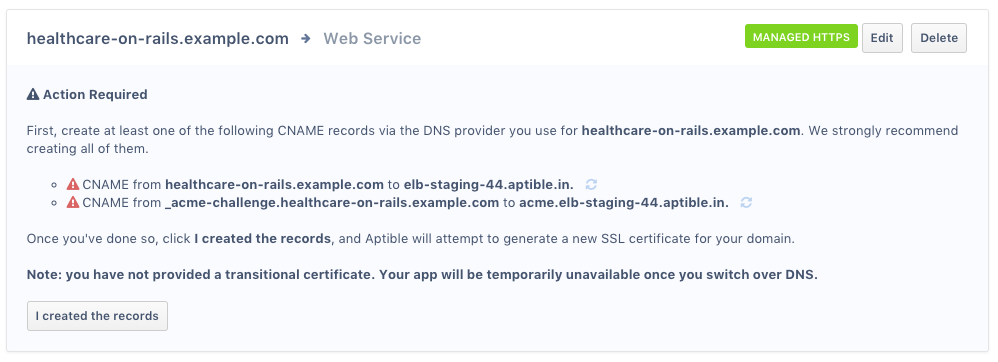 healthcare-on-rails.example.com → Web Service
MANAGED HTTPS Edit Delete
Action Required
First, create at least one of the following CNAME records via the DNS provider you use for healthcare-on-rails.example.com. We strongly recommend
creating all of them.
CNAME from healthcare-on-rails.example.com to elb-staging-44.aptible.in.
CNAME from _acme-challenge.healthcare-on-rails.example.com to acme.elb-staging-44.aptible.in.
Once you've done so, click I created the records, and Aptible will attempt to generate a new SSL certificate for your domain.
Note: you have not provided a transitional certificate. Your app will be temporarily unavailable once you switch over DNS.
I created the records